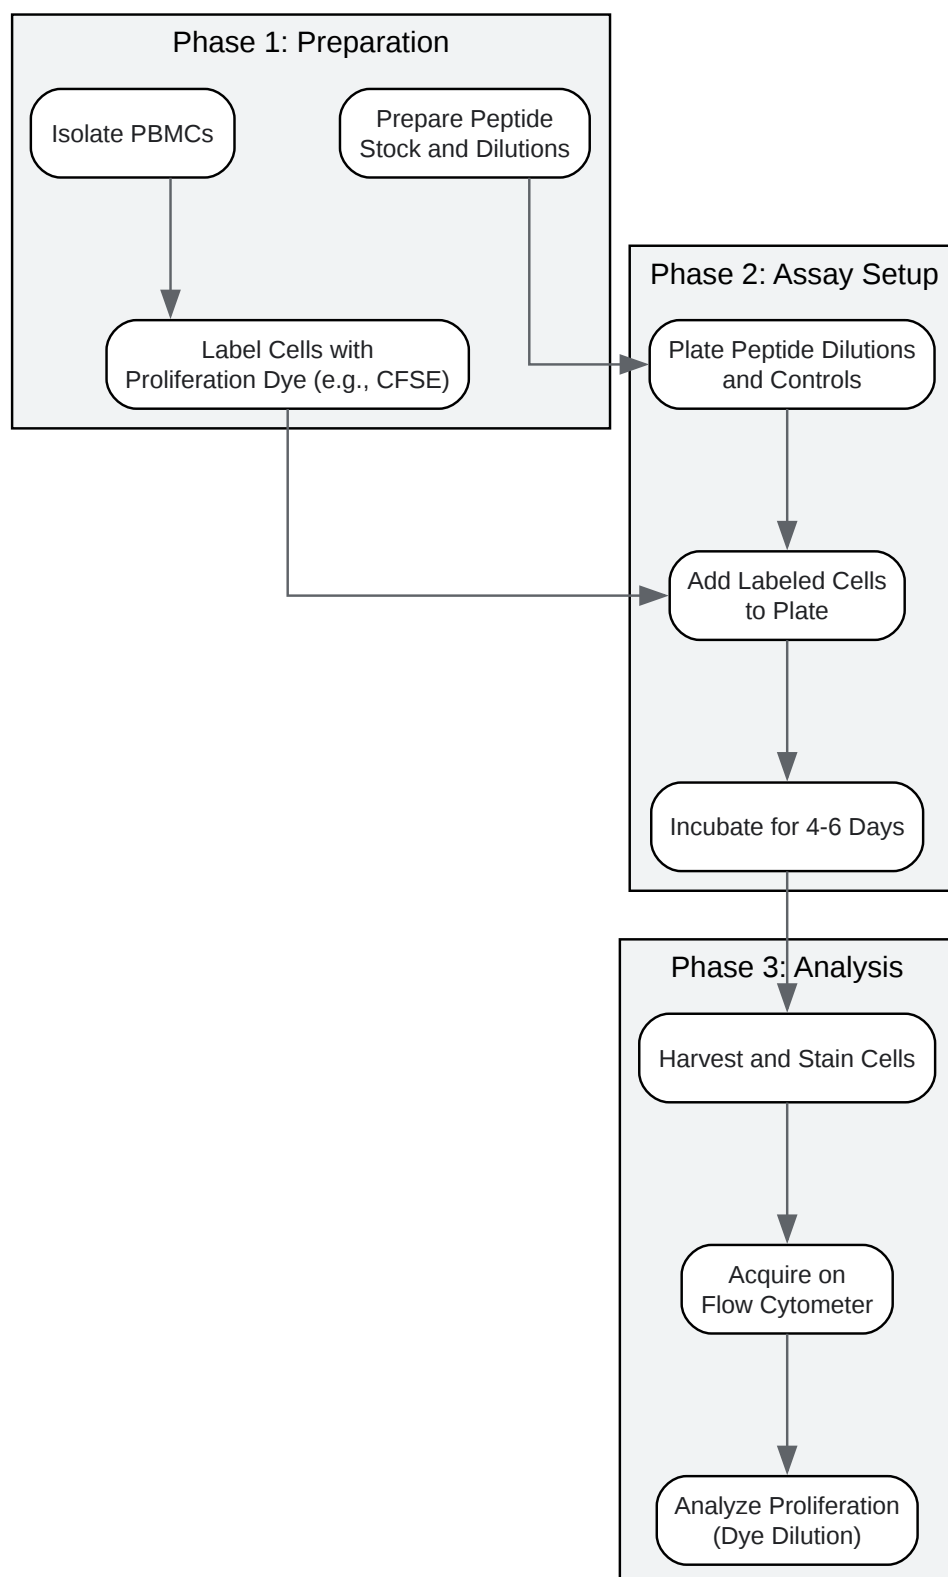 Phase 1: Preparation
Isolate PBMCs
Prepare Peptide
Stock and Dilutions
Label Cells with
Proliferation Dye (e.g., CFSE)
Phase 2: Assay Setup
Plate Peptide Dilutions
and Controls
Add Labeled Cells
to Plate
Incubate for 4-6 Days
Phase 3: Analysis
Harvest and Stain Cells
Acquire on
Flow Cytometer
Analyze Proliferation
(Dye Dilution)